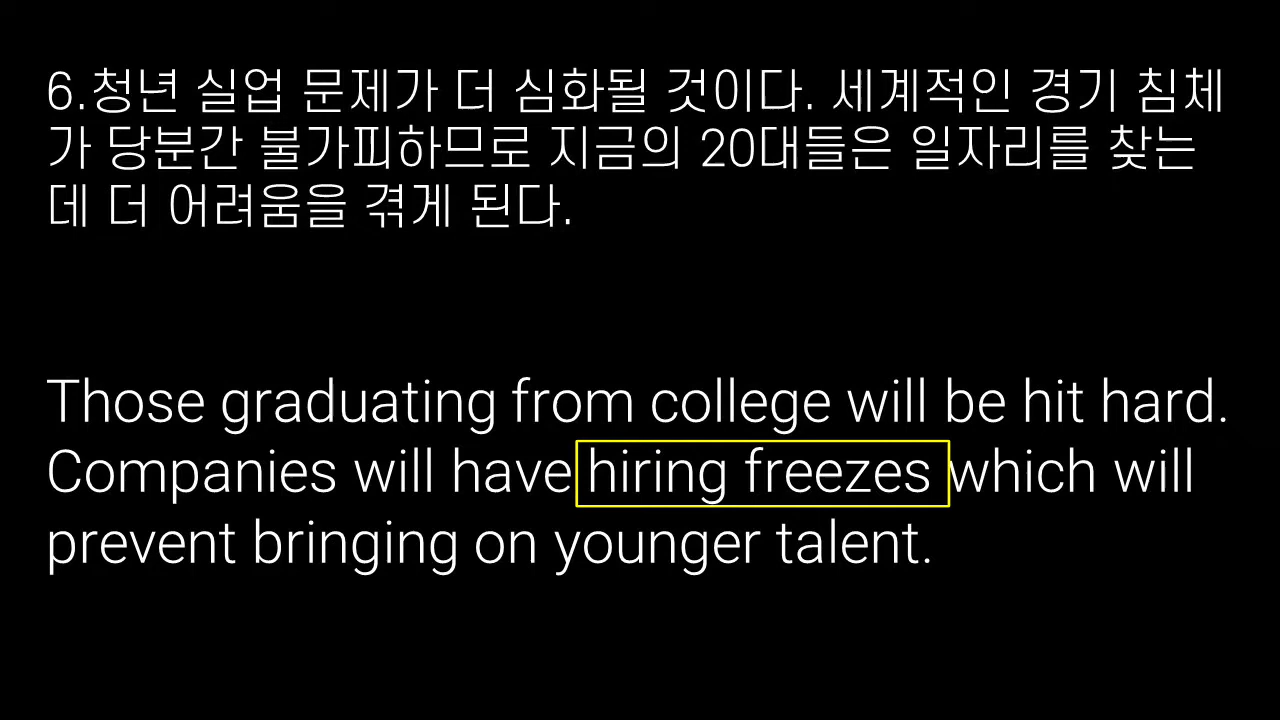 6.청년 실업 문제가 더 심화될 것이다. 세계적인 경기 침체
가 당분간 불가피하므로 지금의 20대들은 일자리를 찾는
데 더 어려움을 겪게 된다.
Those graduating from college will be hit hard.
Companies will have hiring freezes which will
prevent bringing on younger talent.